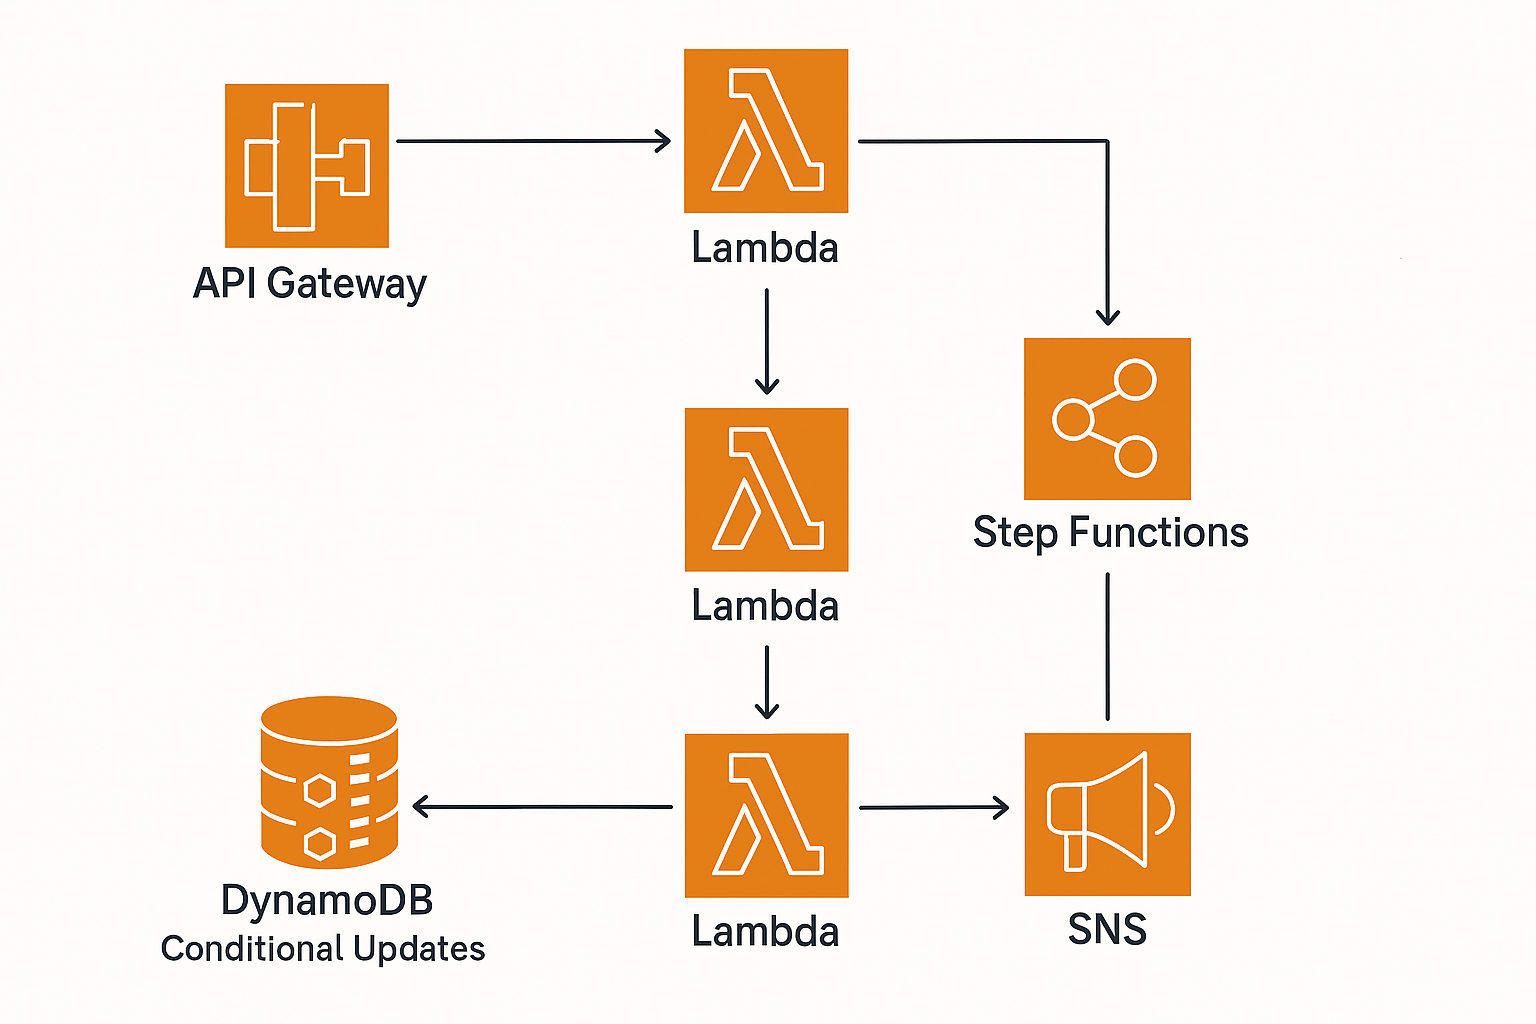 Lambda
API Gateway
Step Functions
Lambda
DynamoDB
Conditional Updates
Lambda
SNS